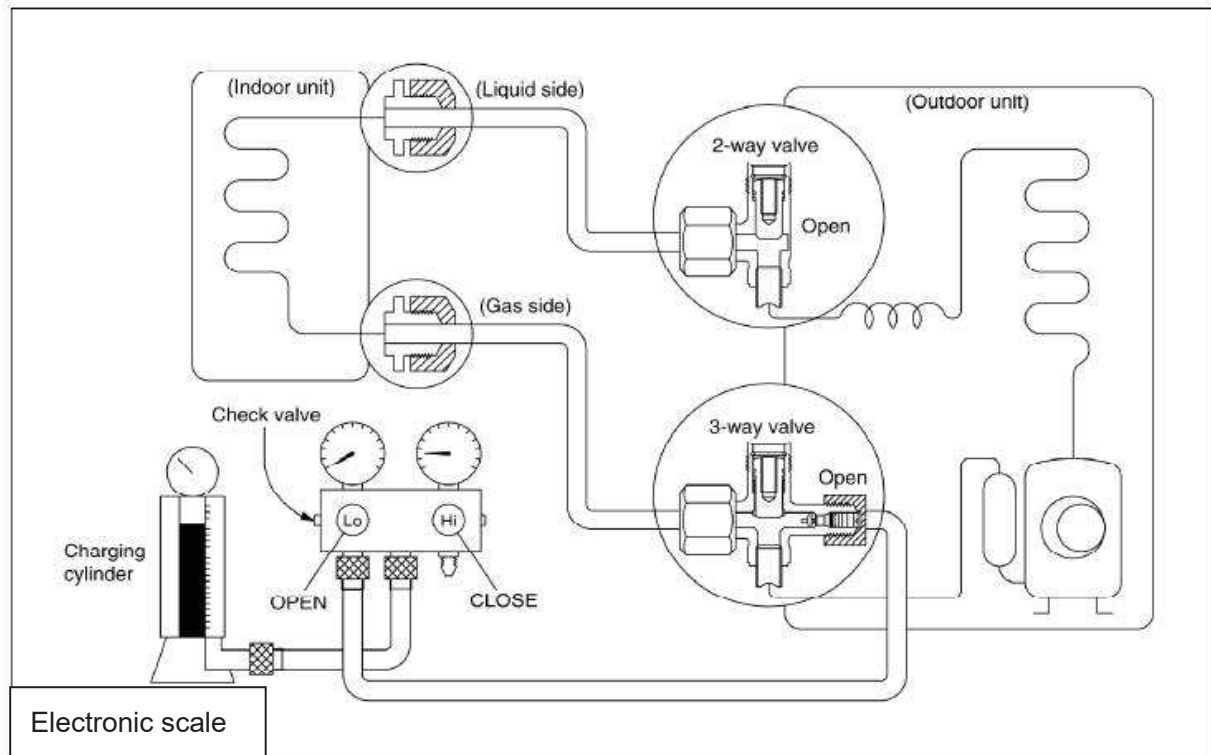 (Indoor unit)
(Liquid side)
(Outdoor unit)
2-way valve
Open
(Gas side)
Check valve
3-way valve
Open
Lo
Hi
Charging
cylinder
OPEN
CLOSE
Electronic scale